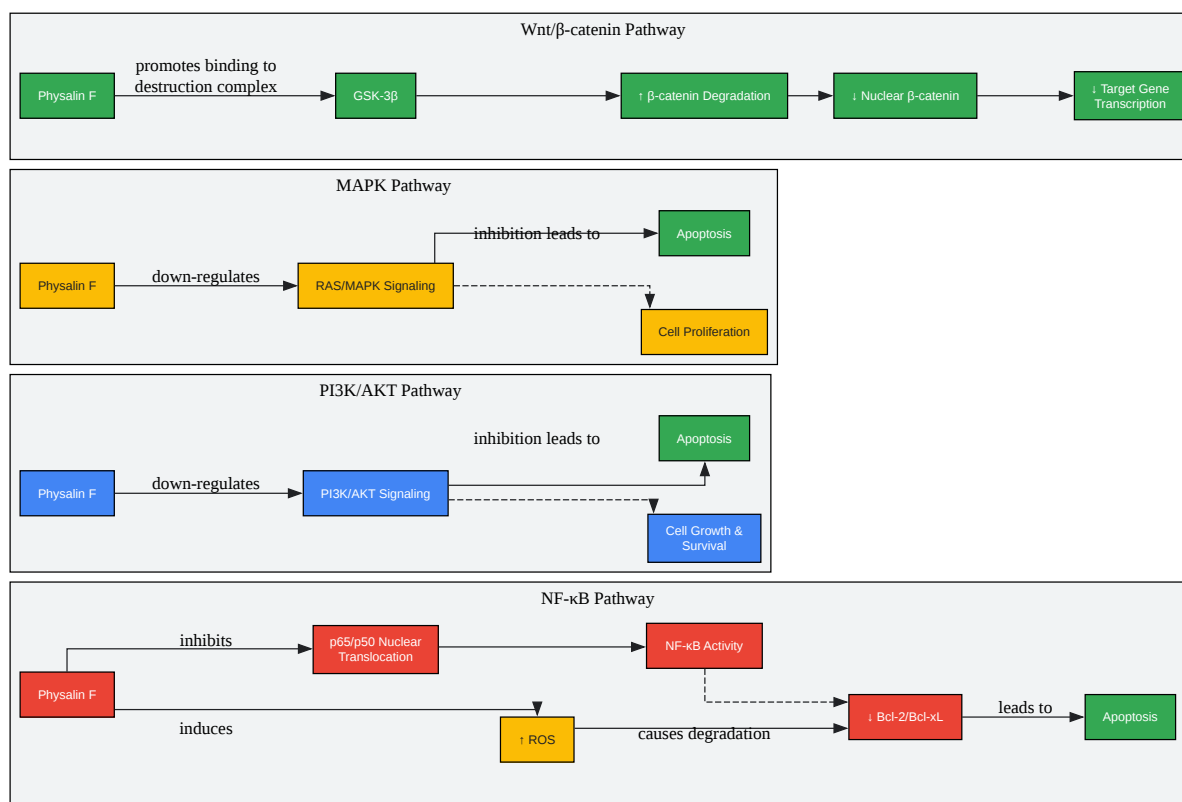 Wnt/β-catenin Pathway
Physalin F
promotes binding to
destruction complex
GSK-3β
↑ β-catenin Degradation
↓ Nuclear β-catenin
↓ Target Gene
Transcription
MAPK Pathway
Physalin F
down-regulates
RAS/MAPK Signaling
inhibition leads to
Apoptosis
Cell Proliferation
PI3K/AKT Pathway
Physalin F
down-regulates
PI3K/AKT Signaling
inhibition leads to
Apoptosis
Cell Growth &
Survival
NF-κB Pathway
Physalin F
inhibits
p65/p50 Nuclear
Translocation
NF-κB Activity
induces
↑ ROS
causes degradation
↓ Bcl-2/Bcl-xL
leads to
Apoptosis